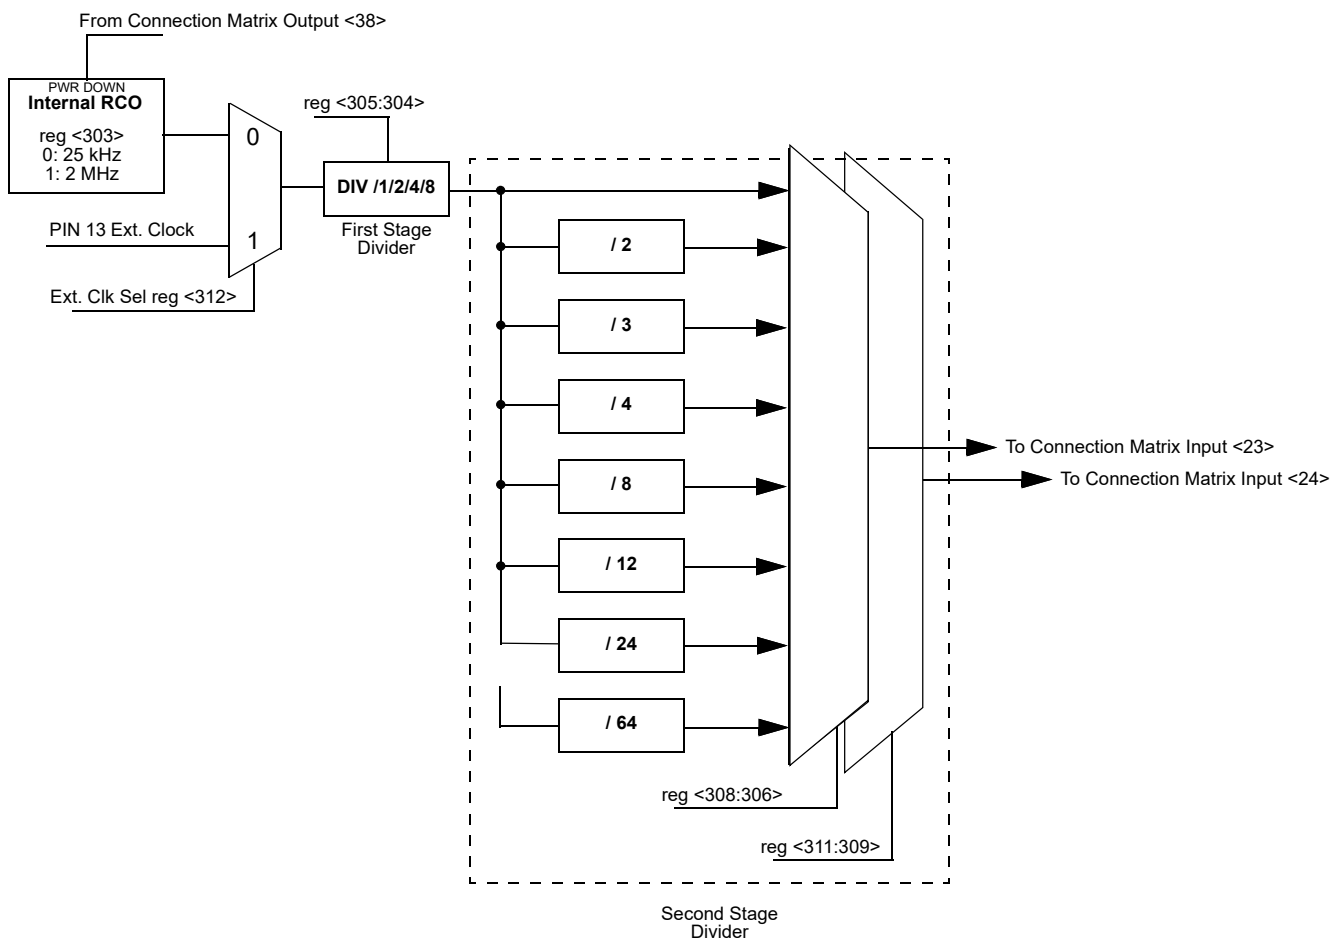 From Connection Matrix Output <38>
PWR DOWN
Internal RCO
reg <303>
0: 25 kHz
1: 2 MHz
0
1
PIN 13 Ext. Clock
Ext. Clk Sel reg <312>
reg <305:304>
DIV /1/2/4/8
First Stage
Divider
/ 2
/ 3
/ 4
/ 8
/ 12
/ 24
/ 64
To Connection Matrix Input <23>
To Connection Matrix Input <24>
reg <308:306>
reg <311:309>
Second Stage
Divider